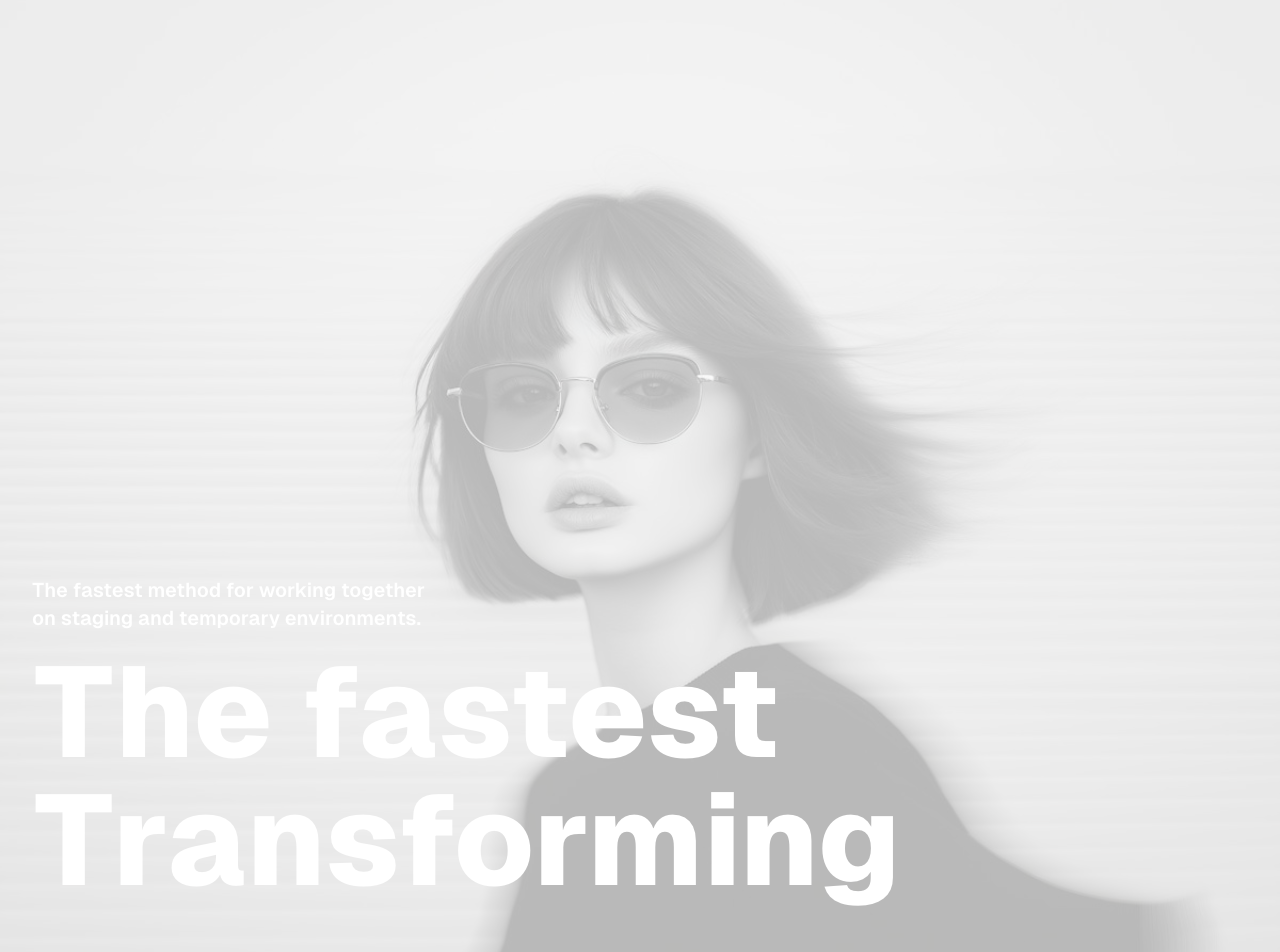 The fastest method for working together
on staging and temporary environments.
The fastest
Transforming